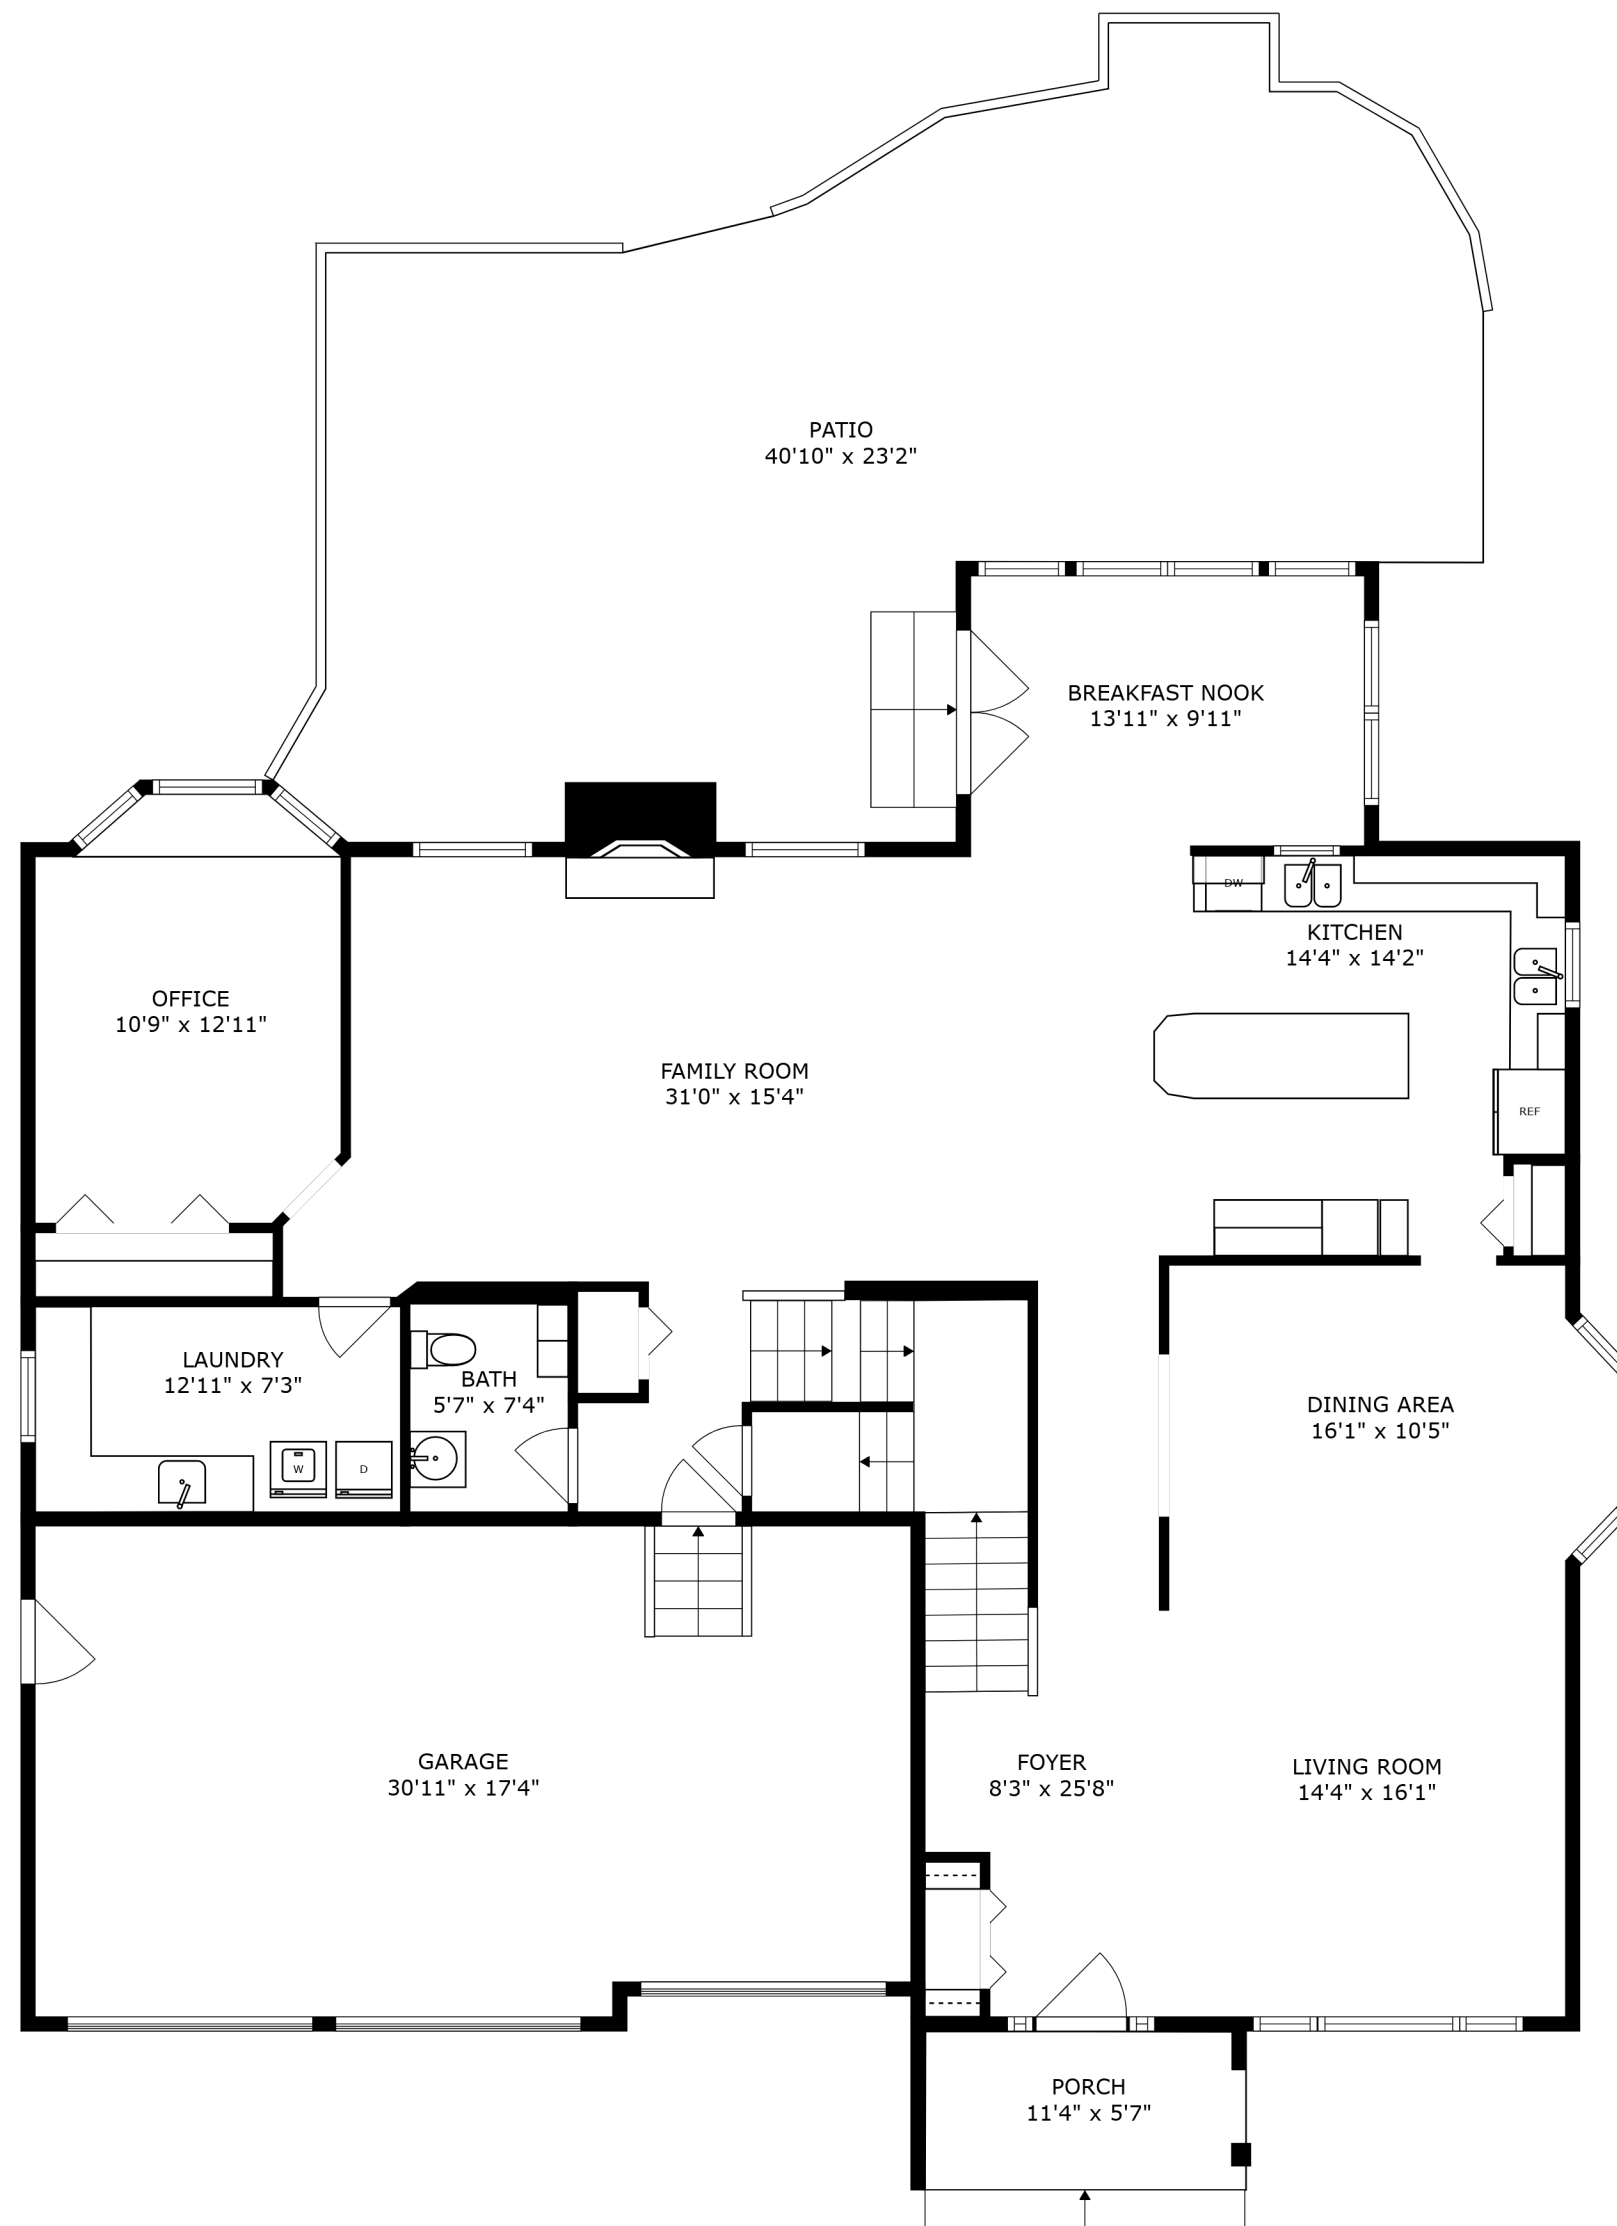 PATIO
40'10" x 23'2"
BREAKFAST NOOK
13'11" x 9'11"
DW
KITCHEN
14'4" x 14'2"
OFFICE
10'9" x 12'11"
FAMILY ROOM
31'0" x 15'4"
REF
LAUNDRY
12'11" x 7'3"
BATH
5'7" x 7'4"
DINING AREA
16'1" x 10'5"
W
D
GARAGE
30'11" x 17'4"
FOYER
8'3" x 25'8"
LIVING ROOM
14'4" x 16'1"
PORCH
11'4" x 5'7"